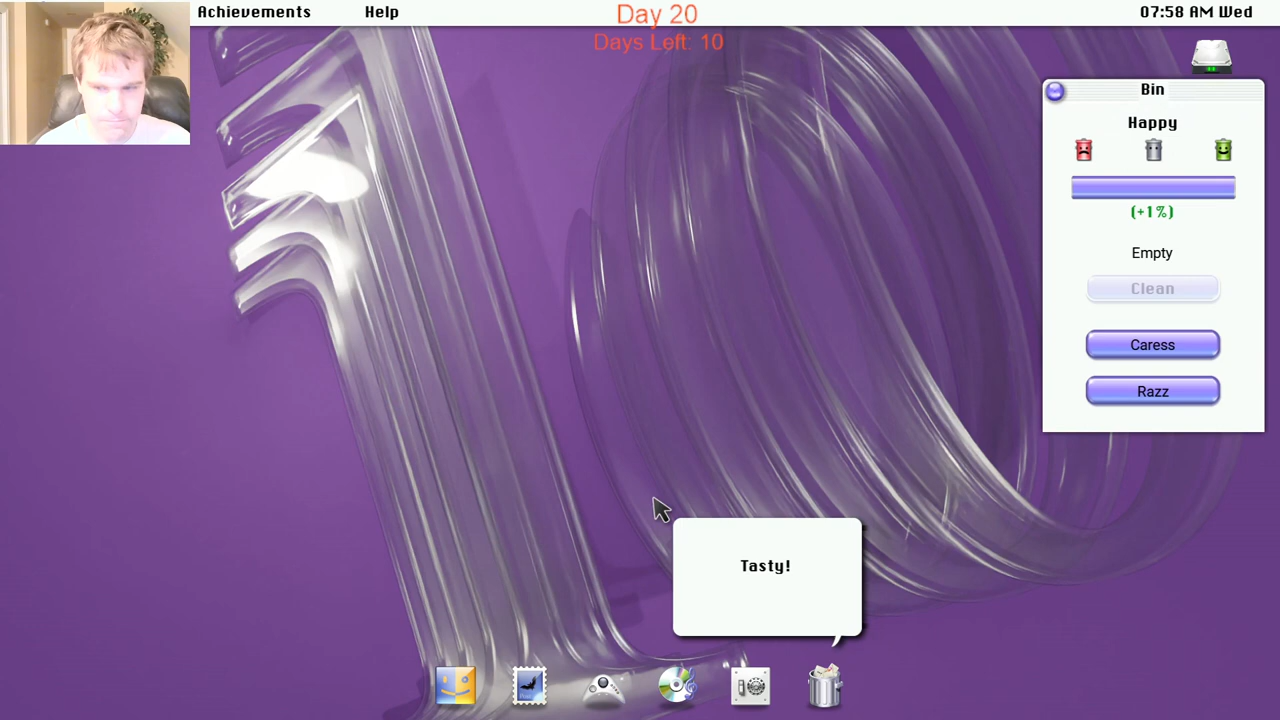 Achievements Help Day 20 07:58 AM Wed
Days Left: 10
Bin
Happy
(+1%)
Empty
Clean
Caress
Razz
Tasty!